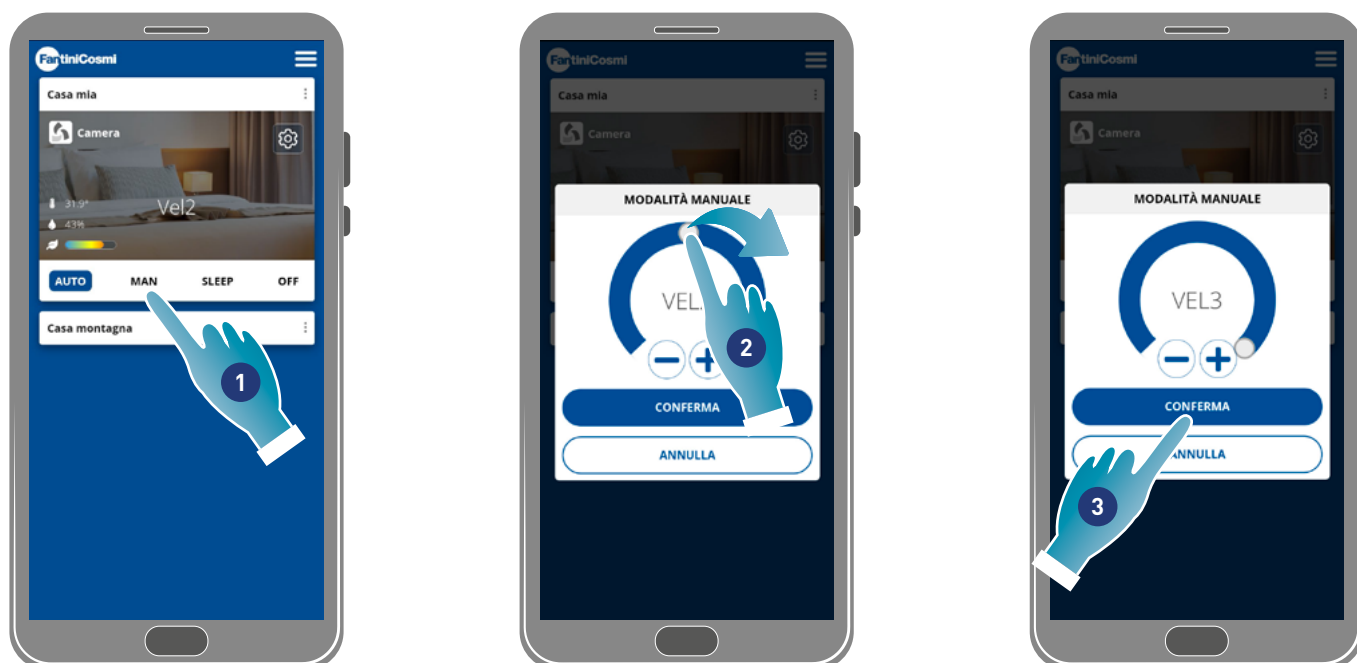 FantiniCosmi
Casa mia
Camera
31.9°
Vel2
43%
AUTO MAN SLEEP OFF
Casa montagna
1
FantiniCosmi
Casa mia
Camera
MODALITÀ MANUALE
2
CONFERMA
ANNULLA
FantiniCosmi
Casa mia
Camera
MODALITÀ MANUALE
VEL3
CONFERMA
3